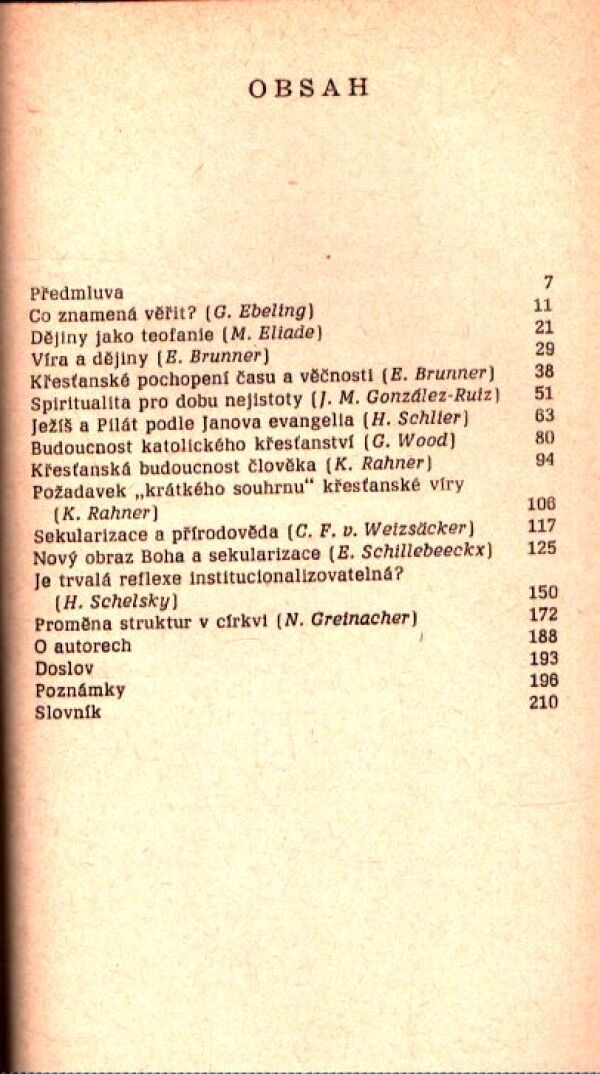 OBSAH
Předmluva 7
Co znamená věřit? (G. Ebeling) 11
Dějiny jako teofanie (M. Eliade) 21
Víra a dějiny (E. Brunner) 29
Křesťanské pochopení času a věčnosti (E. Brunner) 38
Spiritualita pro dobu nejistoty (J. M. González-Ruiz) 51
Ježíš a Pilát podle Janova evangelia (H. Schlier) 63
Budoucnost katolického křesťanství (G. Wood) 80
Křesťanská budoucnost člověka (K. Rahner) 94
Požadavek „krátkého souhrnu" křesťanské víry
(K. Rahner) 106
Sekularizace a přírodověda (C. F. v. Weizsäcker) 117
Nový obraz Boha a sekularizace (E. Schillebeeckx) 125
Je trvalá reflexe institucionalizovatelná?
(H. Schelsky) 150
Proměna struktur v církvi (N. Greinacher) 172
O autorech 188
Doslov 193
Poznámky 196
Slovník 210